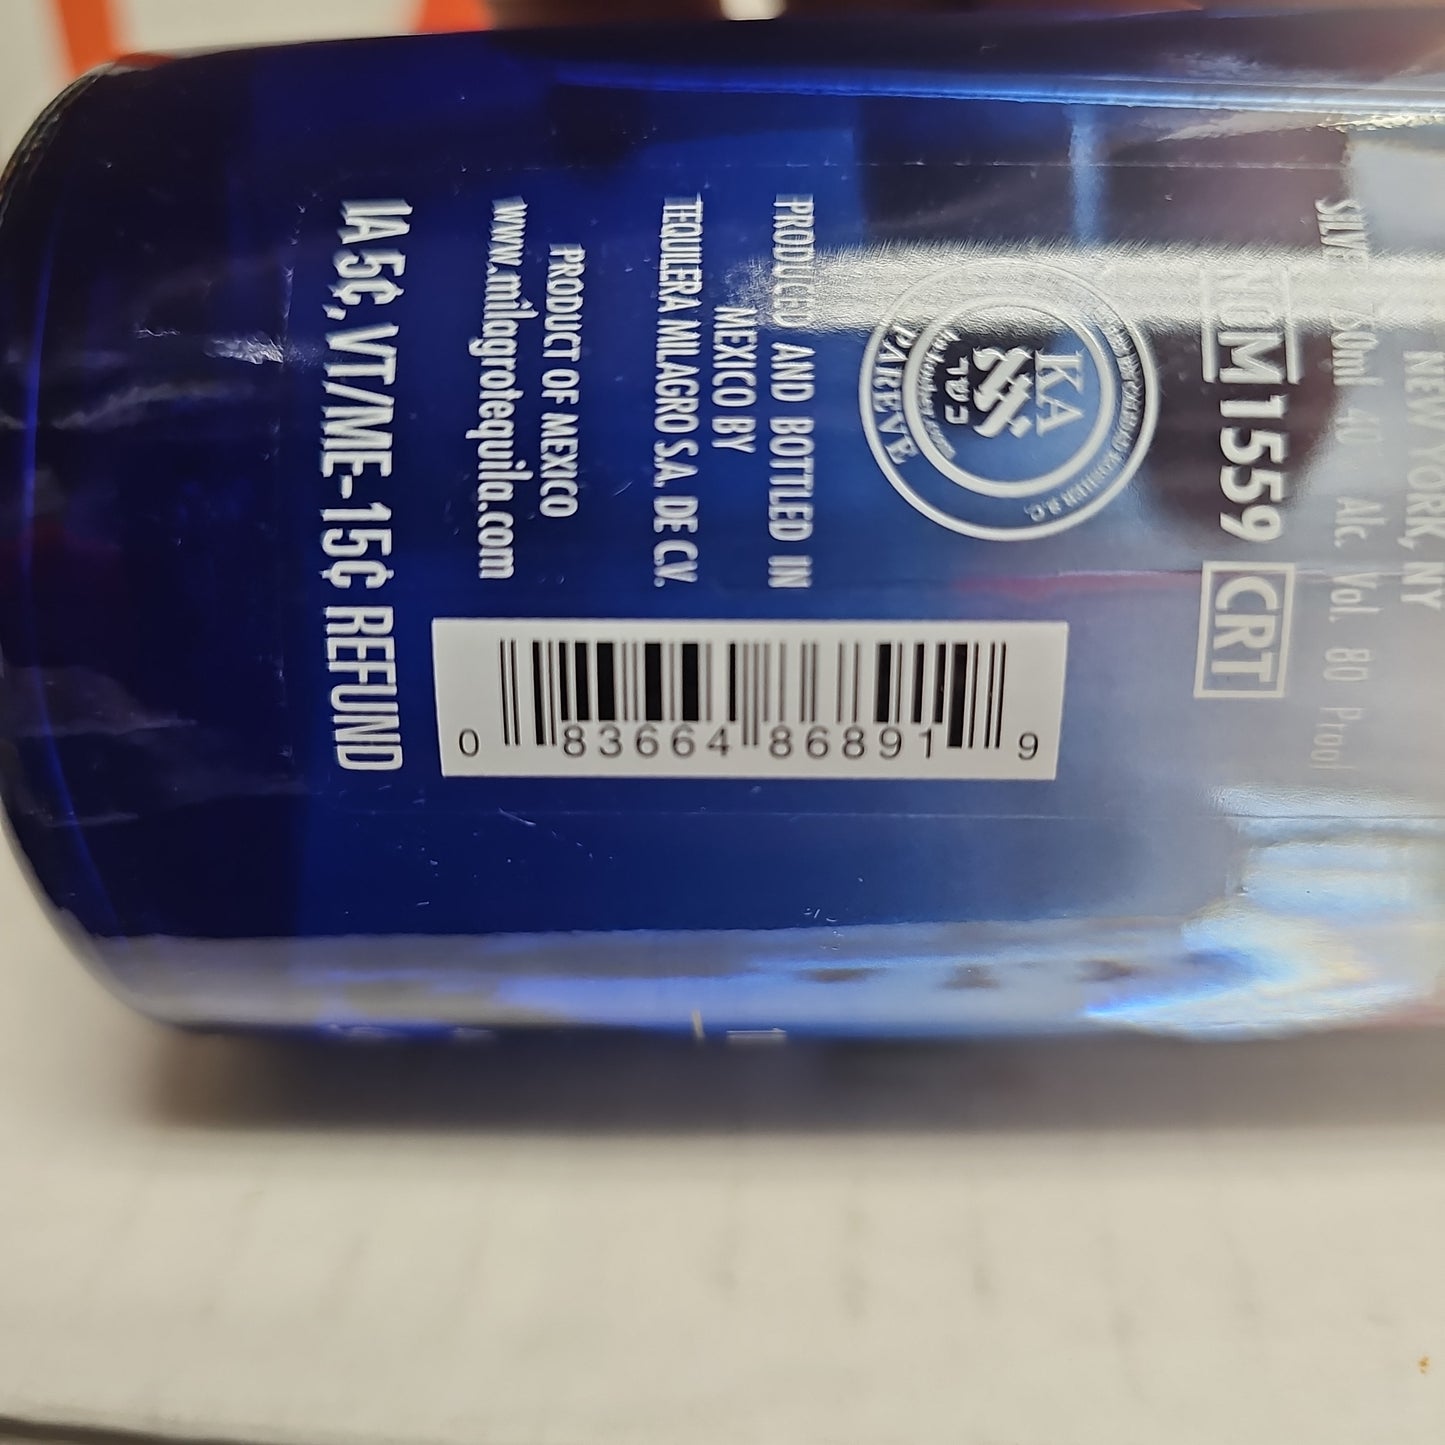 NEW YORK, NY
40 Alc. Vol. 80 Proof
NOM 1559 CRT
KA
כשר
PAREVE
PRODUCED AND BOTTLED IN
MEXICO BY
TEQUILERA MILAGRO S.A. DE C.V.
PRODUCT OF MEXICO
www.milagrotequila.com
IA 5¢, VT/ME-15¢ REFUND
0 83664 86891 9